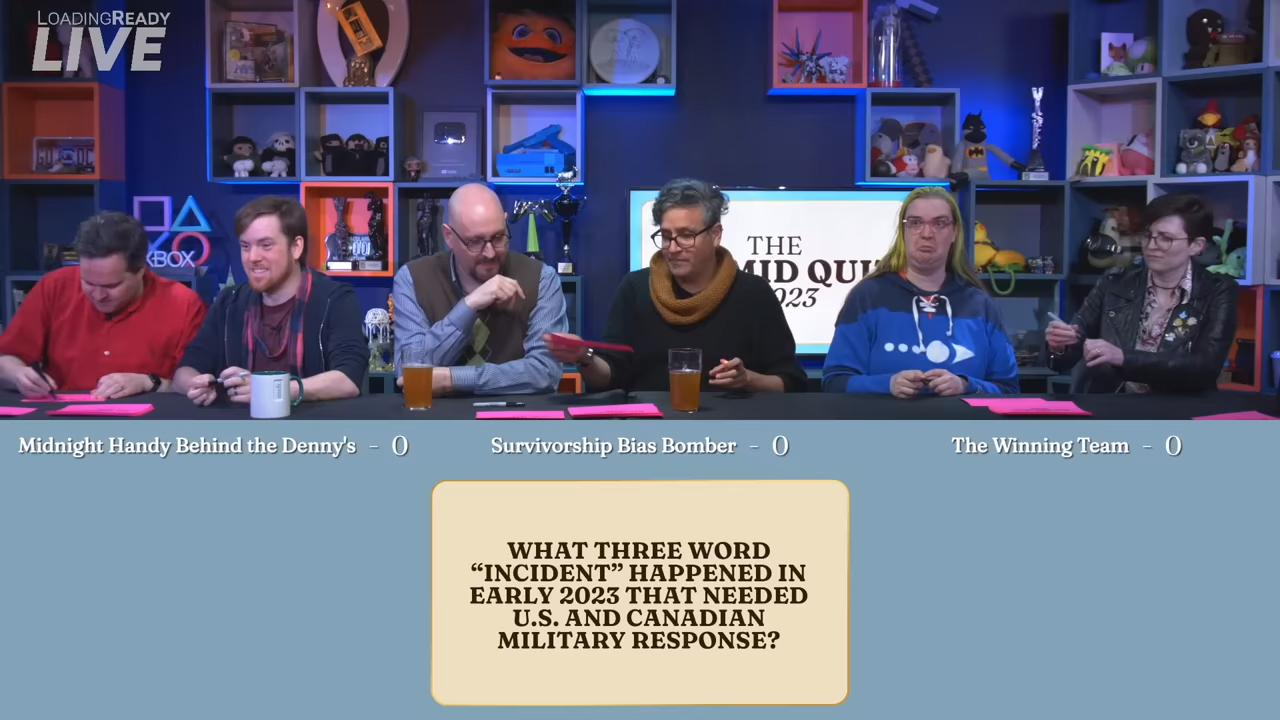 LOADINGREADY
LIVE
XBOX
THE
MID QUI
2023
Midnight Handy Behind the Denny's - 0
Survivorship Bias Bomber - 0
The Winning Team - 0
WHAT THREE WORD
“INCIDENT” HAPPENED IN
EARLY 2023 THAT NEEDED
U.S. AND CANADIAN
MILITARY RESPONSE?